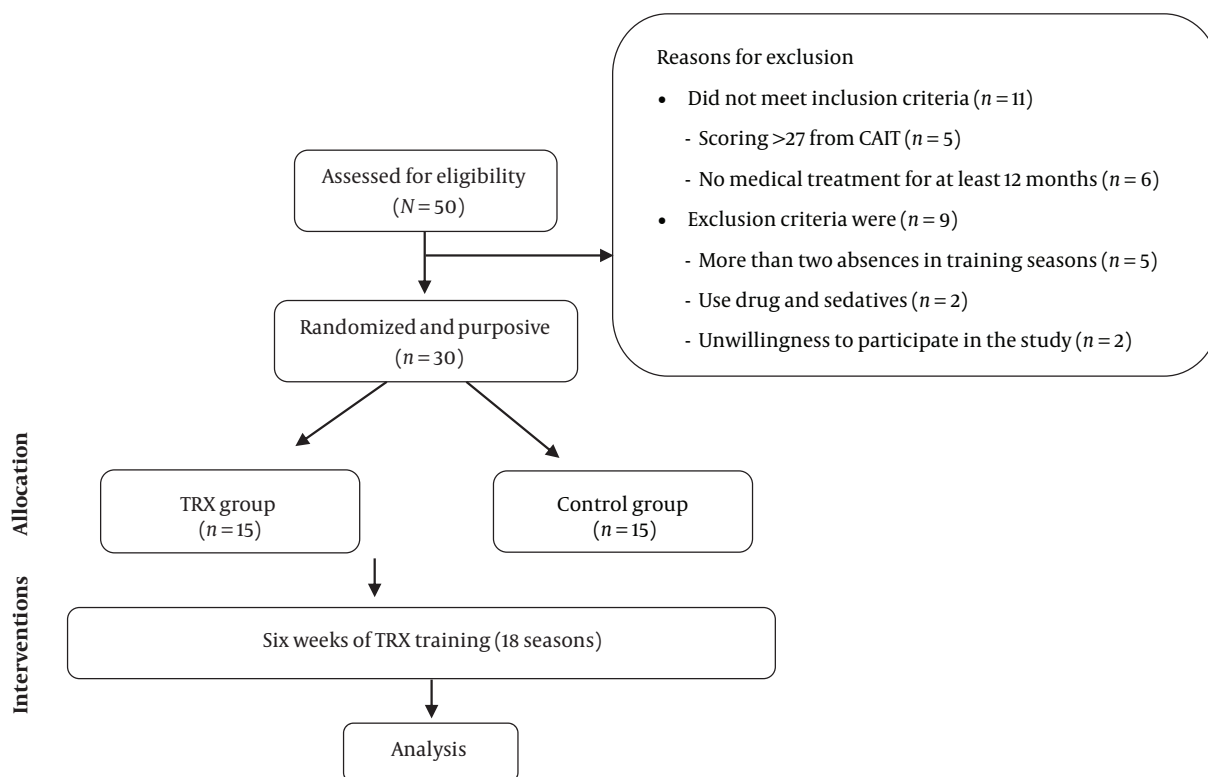 Reasons for exclusion
• Did not meet inclusion criteria (n = 11)
- Scoring >27 from CAIT (n = 5)
- No medical treatment for at least 12 months (n = 6)
• Exclusion criteria were (n = 9)
- More than two absences in training seasons (n = 5)
- Use drug and sedatives (n = 2)
- Unwillingness to participate in the study (n = 2)
Assessed for eligibility
(N = 50)
Randomized and purposive
(n = 30)
Allocation
TRX group
(n = 15)
Control group
(n = 15)
Interventions
Six weeks of TRX training (18 seasons)
Analysis